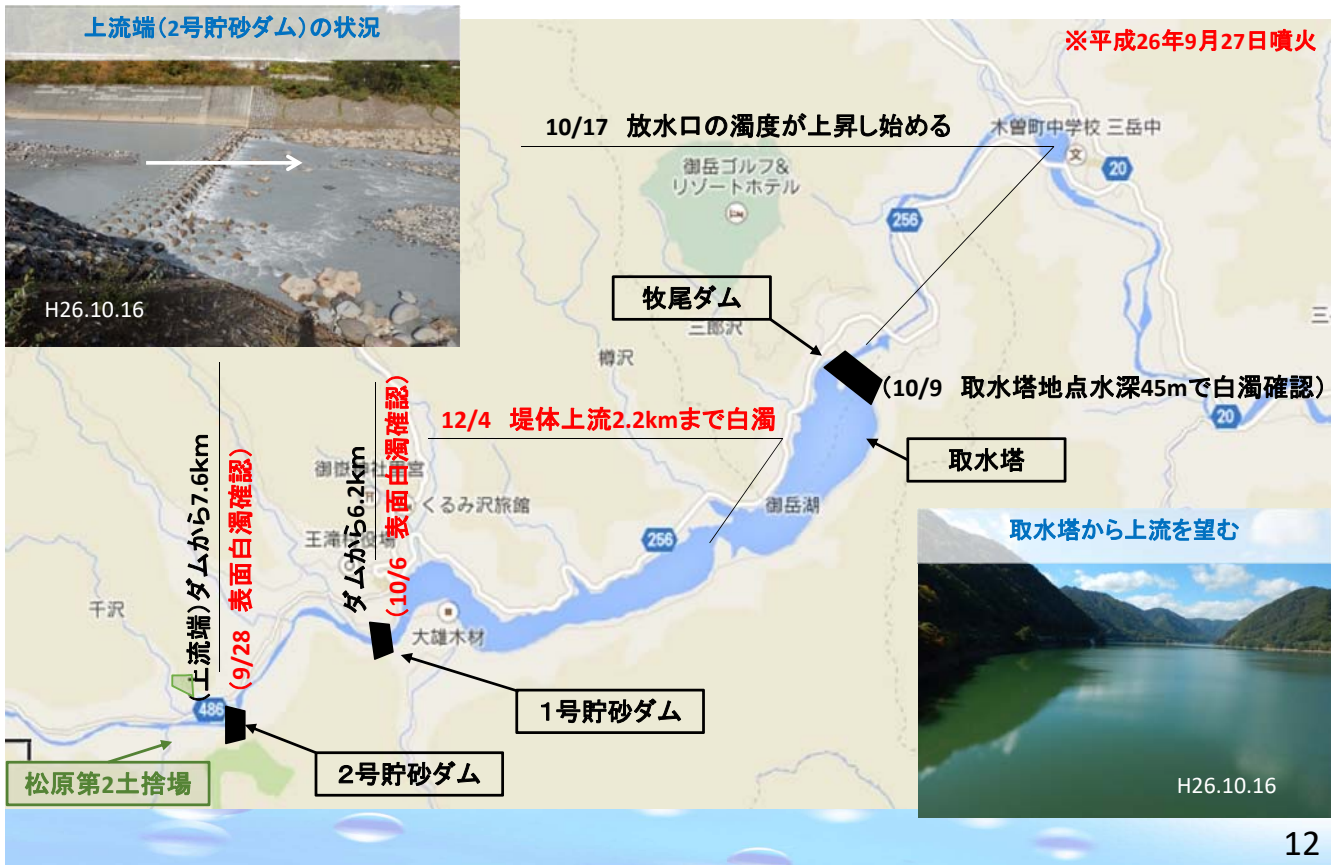 上流端(2号貯砂ダム)の状況
H26.10.16
※平成26年9月27日噴火
10/17 放水口の濁度が上昇し始める
木曽町中学校 三岳中
文
20
御岳ゴルフ&
リゾートホテル
256
牧尾ダム
三郎沢
樽沢
(10/9 取水塔地点水深45mで白濁確認)
20
12/4 堤体上流2.2kmまで白濁
取水塔
御岳湖
256
(上流端)ダムから7.6km
(9/28 表面白濁確認)
ダムから6.2km
(10/6 表面白濁確認)
くるみ沢旅館
千沢
大雄木材
486
1号貯砂ダム
2号貯砂ダム
松原第2土捨場
取水塔から上流を望む
H26.10.16
12